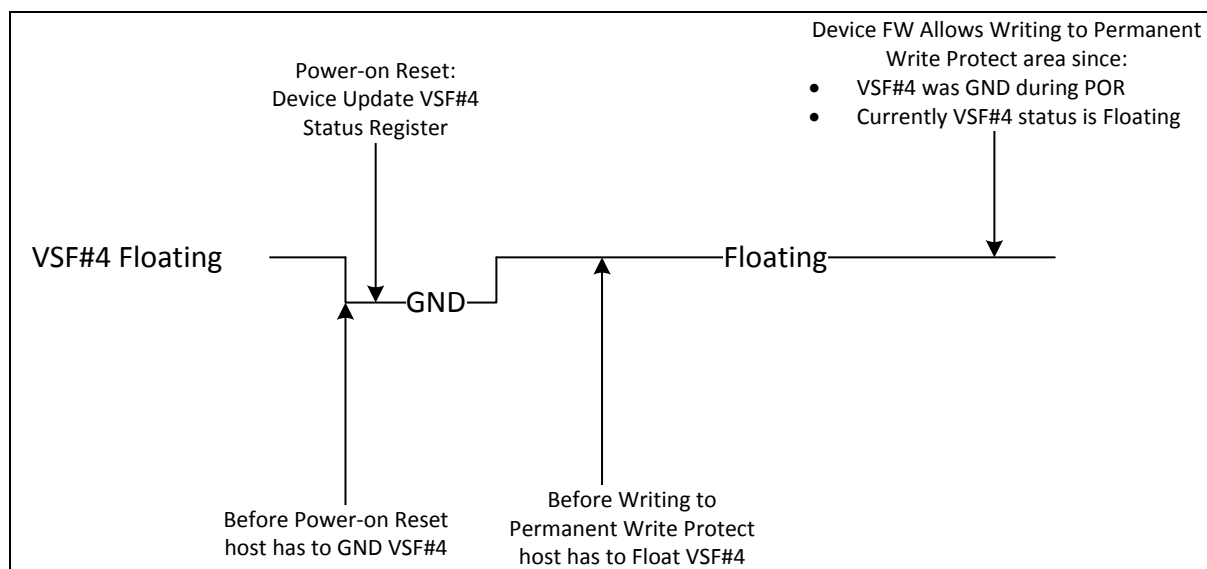 Device FW Allows Writing to Permanent
Write Protect area since:
• VSF#4 was GND during POR
• Currently VSF#4 status is Floating
Power-on Reset:
Device Update VSF#4
Status Register
VSF#4 Floating
GND
Floating
Before Power-on Reset
host has to GND VSF#4
Before Writing to
Permanent Write Protect
host has to Float VSF#4